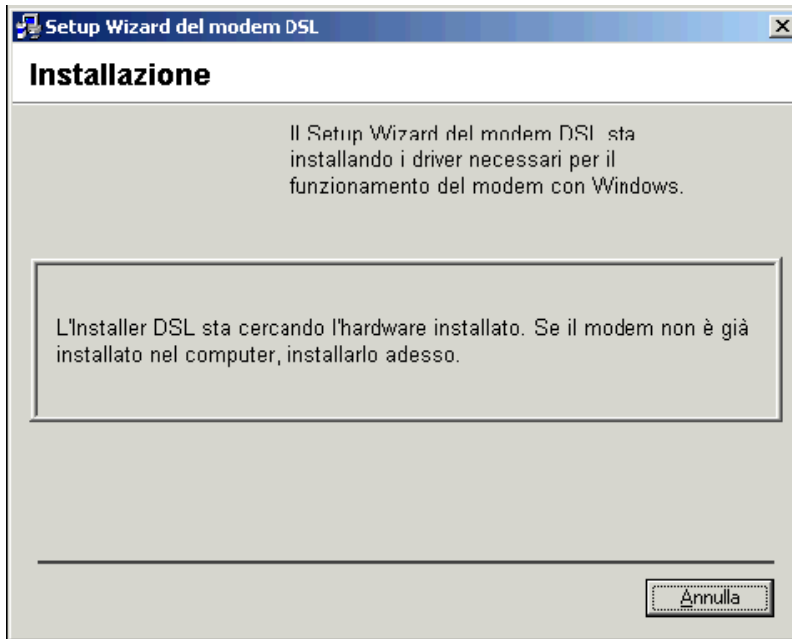 Setup Wizard del modem DSL
Installazione
Il Setup Wizard del modem DSL sta
installando i driver necessari per il
funzionamento del modem con Windows.
L'Installer DSL sta cercando l'hardware installato. Se il modem non è già
installato nel computer, installarlo adesso.
Annulla